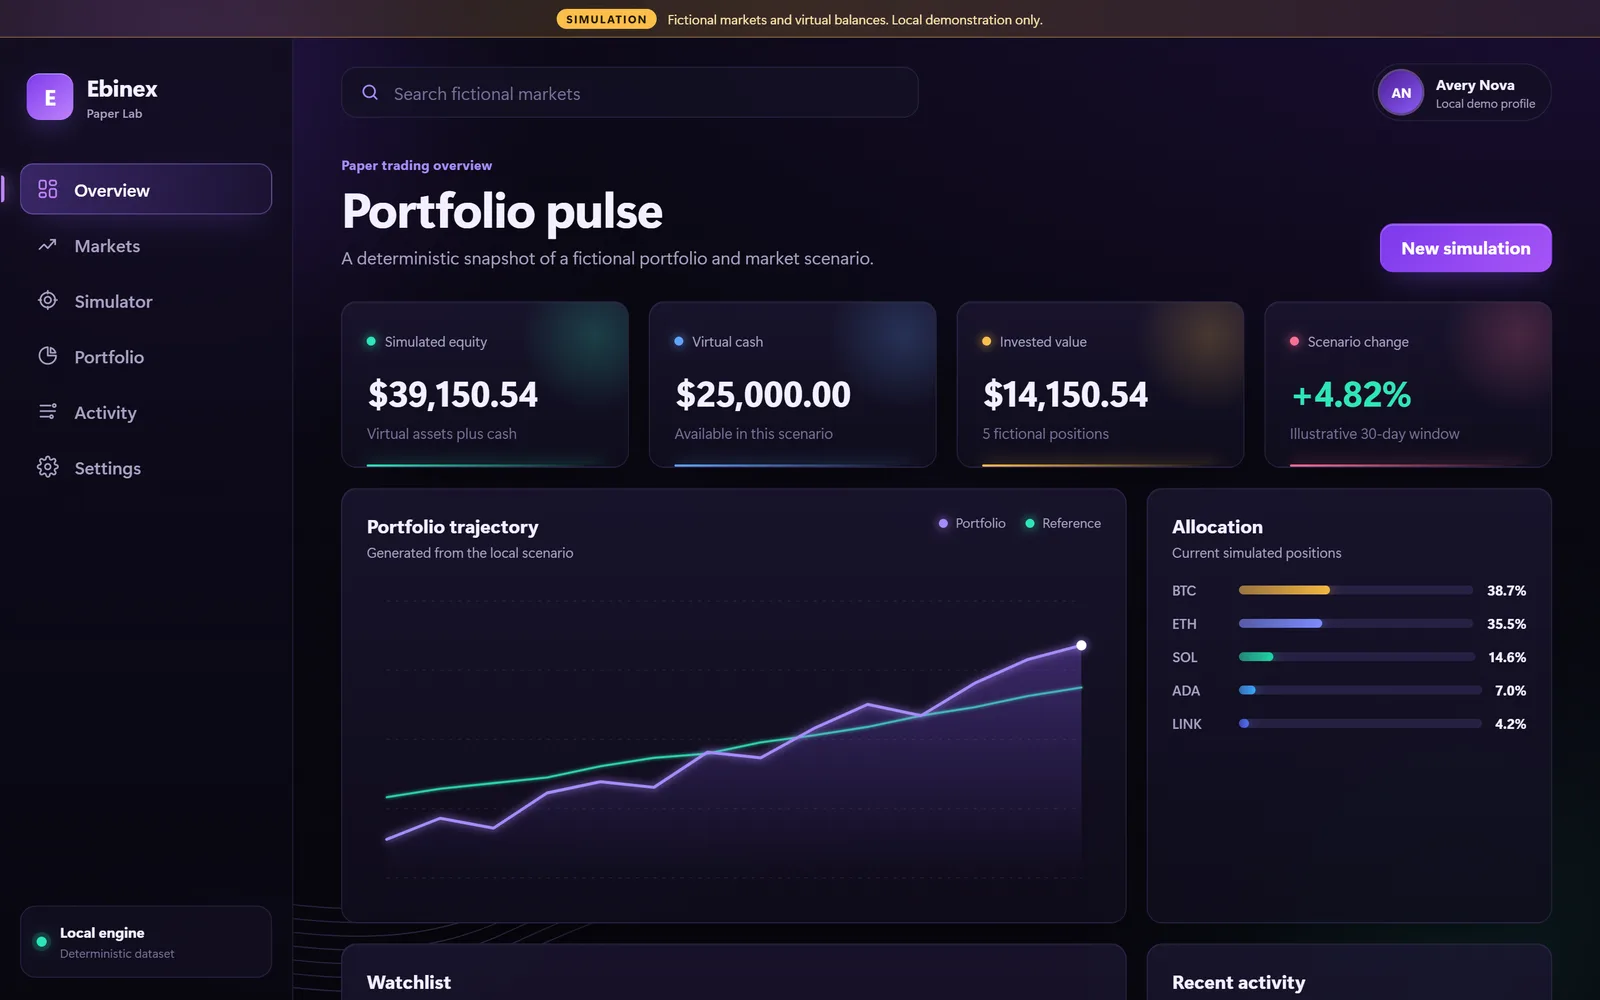 SIMULATION Fictional markets and virtual balances. Local demonstration only.
E
Ebinex
Paper Lab
Search fictional markets
AN
Avery Nova
Local demo profile
Overview
Markets
Simulator
Portfolio
Activity
Settings
Local engine
Deterministic dataset
Paper trading overview
Portfolio pulse
A deterministic snapshot of a fictional portfolio and market scenario.
New simulation
Simulated equity
$39,150.54
Virtual assets plus cash
Virtual cash
$25,000.00
Available in this scenario
Invested value
$14,150.54
5 fictional positions
Scenario change
+4.82%
Illustrative 30-day window
Portfolio trajectory
Generated from the local scenario
Portfolio
Reference
Allocation
Current simulated positions
BTC 38.7%
ETH 35.5%
SOL 14.6%
ADA 7.0%
LINK 4.2%
Watchlist
Recent activity